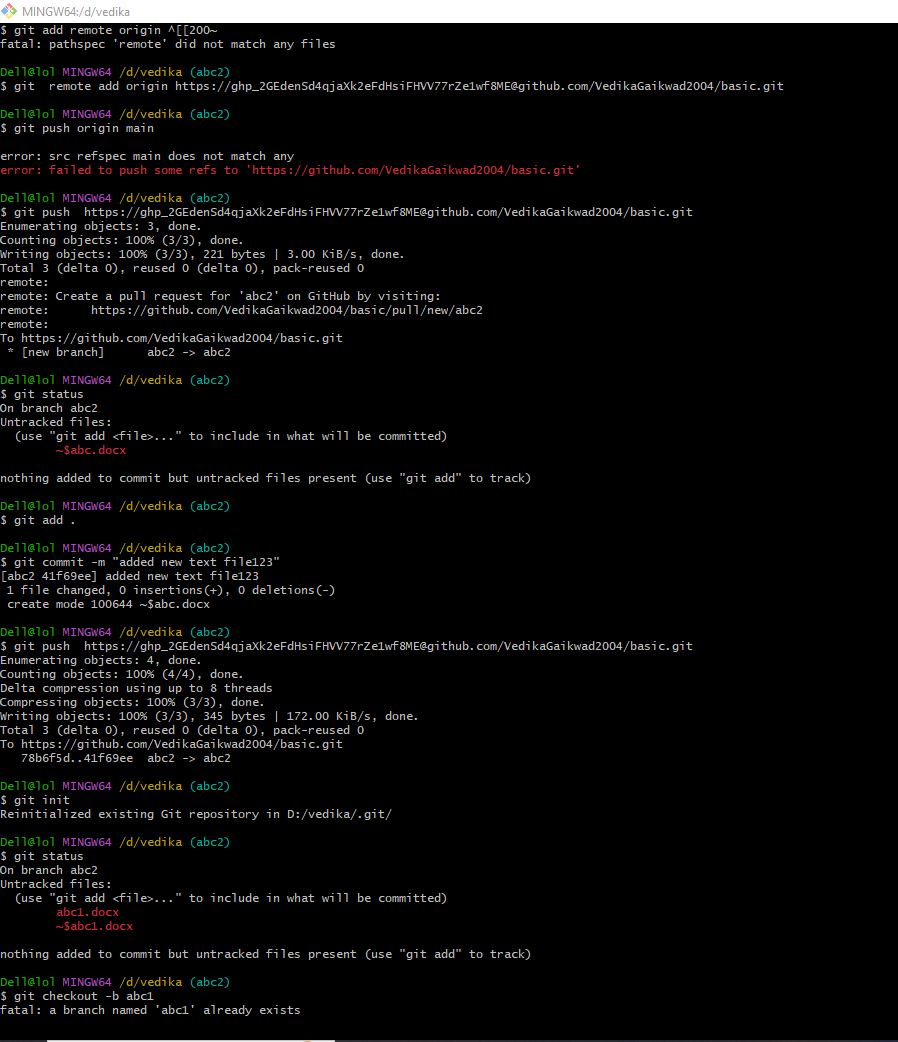 MINGW64:/d/vedika
$ git add remote origin ^[[200~
fatal: pathspec 'remote' did not match any files
Dell@lol MINGW64 /d/vedika (abc2)
$ git  remote add origin https://[redacted]@github.com/VedikaGaikwad2004/basic.git
Dell@lol MINGW64 /d/vedika (abc2)
$ git push origin main
error: src refspec main does not match any
error: failed to push some refs to 'https://github.com/VedikaGaikwad2004/basic.git'
Dell@lol MINGW64 /d/vedika (abc2)
$ git push  https://[redacted]@github.com/VedikaGaikwad2004/basic.git
Enumerating objects: 3, done.
Counting objects: 100% (3/3), done.
Writing objects: 100% (3/3), 221 bytes | 3.00 KiB/s, done.
Total 3 (delta 0), reused 0 (delta 0), pack-reused 0
remote:
remote: Create a pull request for 'abc2' on GitHub by visiting:
remote:      https://github.com/VedikaGaikwad2004/basic/pull/new/abc2
remote:
To https://github.com/VedikaGaikwad2004/basic.git
 * [new branch]      abc2 -> abc2
Dell@lol MINGW64 /d/vedika (abc2)
$ git status
On branch abc2
Untracked files:
  (use "git add <file>..." to include in what will be committed)
        ~$abc.docx
nothing added to commit but untracked files present (use "git add" to track)
Dell@lol MINGW64 /d/vedika (abc2)
$ git add .
Dell@lol MINGW64 /d/vedika (abc2)
$ git commit -m "added new text file123"
[abc2 41f69ee] added new text file123
 1 file changed, 0 insertions(+), 0 deletions(-)
 create mode 100644 ~$abc.docx
Dell@lol MINGW64 /d/vedika (abc2)
$ git push  https://[redacted]@github.com/VedikaGaikwad2004/basic.git
Enumerating objects: 4, done.
Counting objects: 100% (4/4), done.
Delta compression using up to 8 threads
Compressing objects: 100% (3/3), done.
Writing objects: 100% (3/3), 345 bytes | 172.00 KiB/s, done.
Total 3 (delta 0), reused 0 (delta 0), pack-reused 0
To https://github.com/VedikaGaikwad2004/basic.git
   78b6f5d..41f69ee  abc2 -> abc2
Dell@lol MINGW64 /d/vedika (abc2)
$ git init
Reinitialized existing Git repository in D:/vedika/.git/
Dell@lol MINGW64 /d/vedika (abc2)
$ git status
On branch abc2
Untracked files:
  (use "git add <file>..." to include in what will be committed)
        abc1.docx
        ~$abc1.docx
nothing added to commit but untracked files present (use "git add" to track)
Dell@lol MINGW64 /d/vedika (abc2)
$ git checkout -b abc1
fatal: a branch named 'abc1' already exists